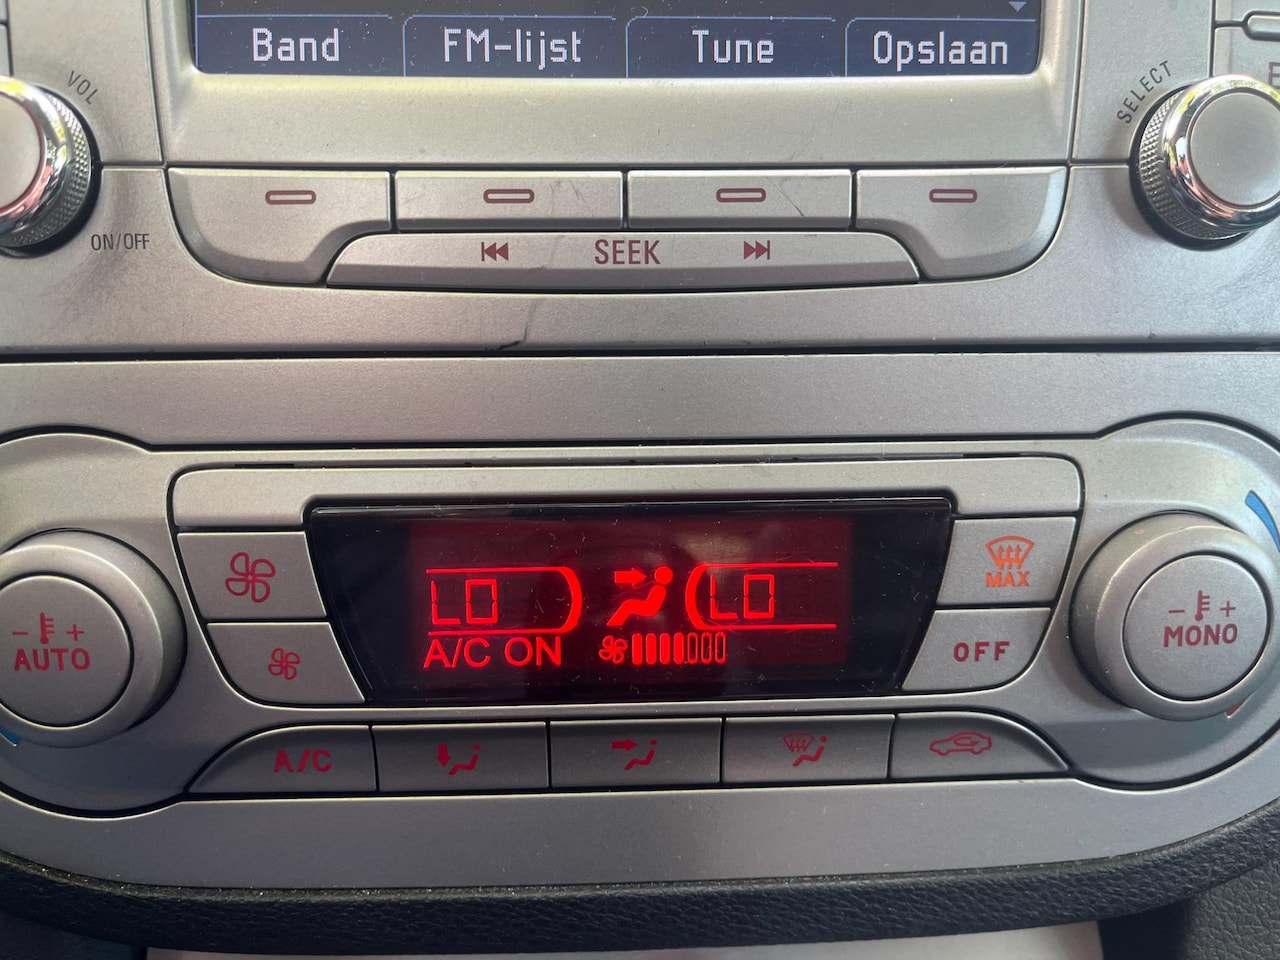 Band FM-lijst Tune Opslaan
VOL
SELECT
ON/OFF
SEEK
MAX
LO LO
A/C ON
AUTO
OFF
MONO
A/C